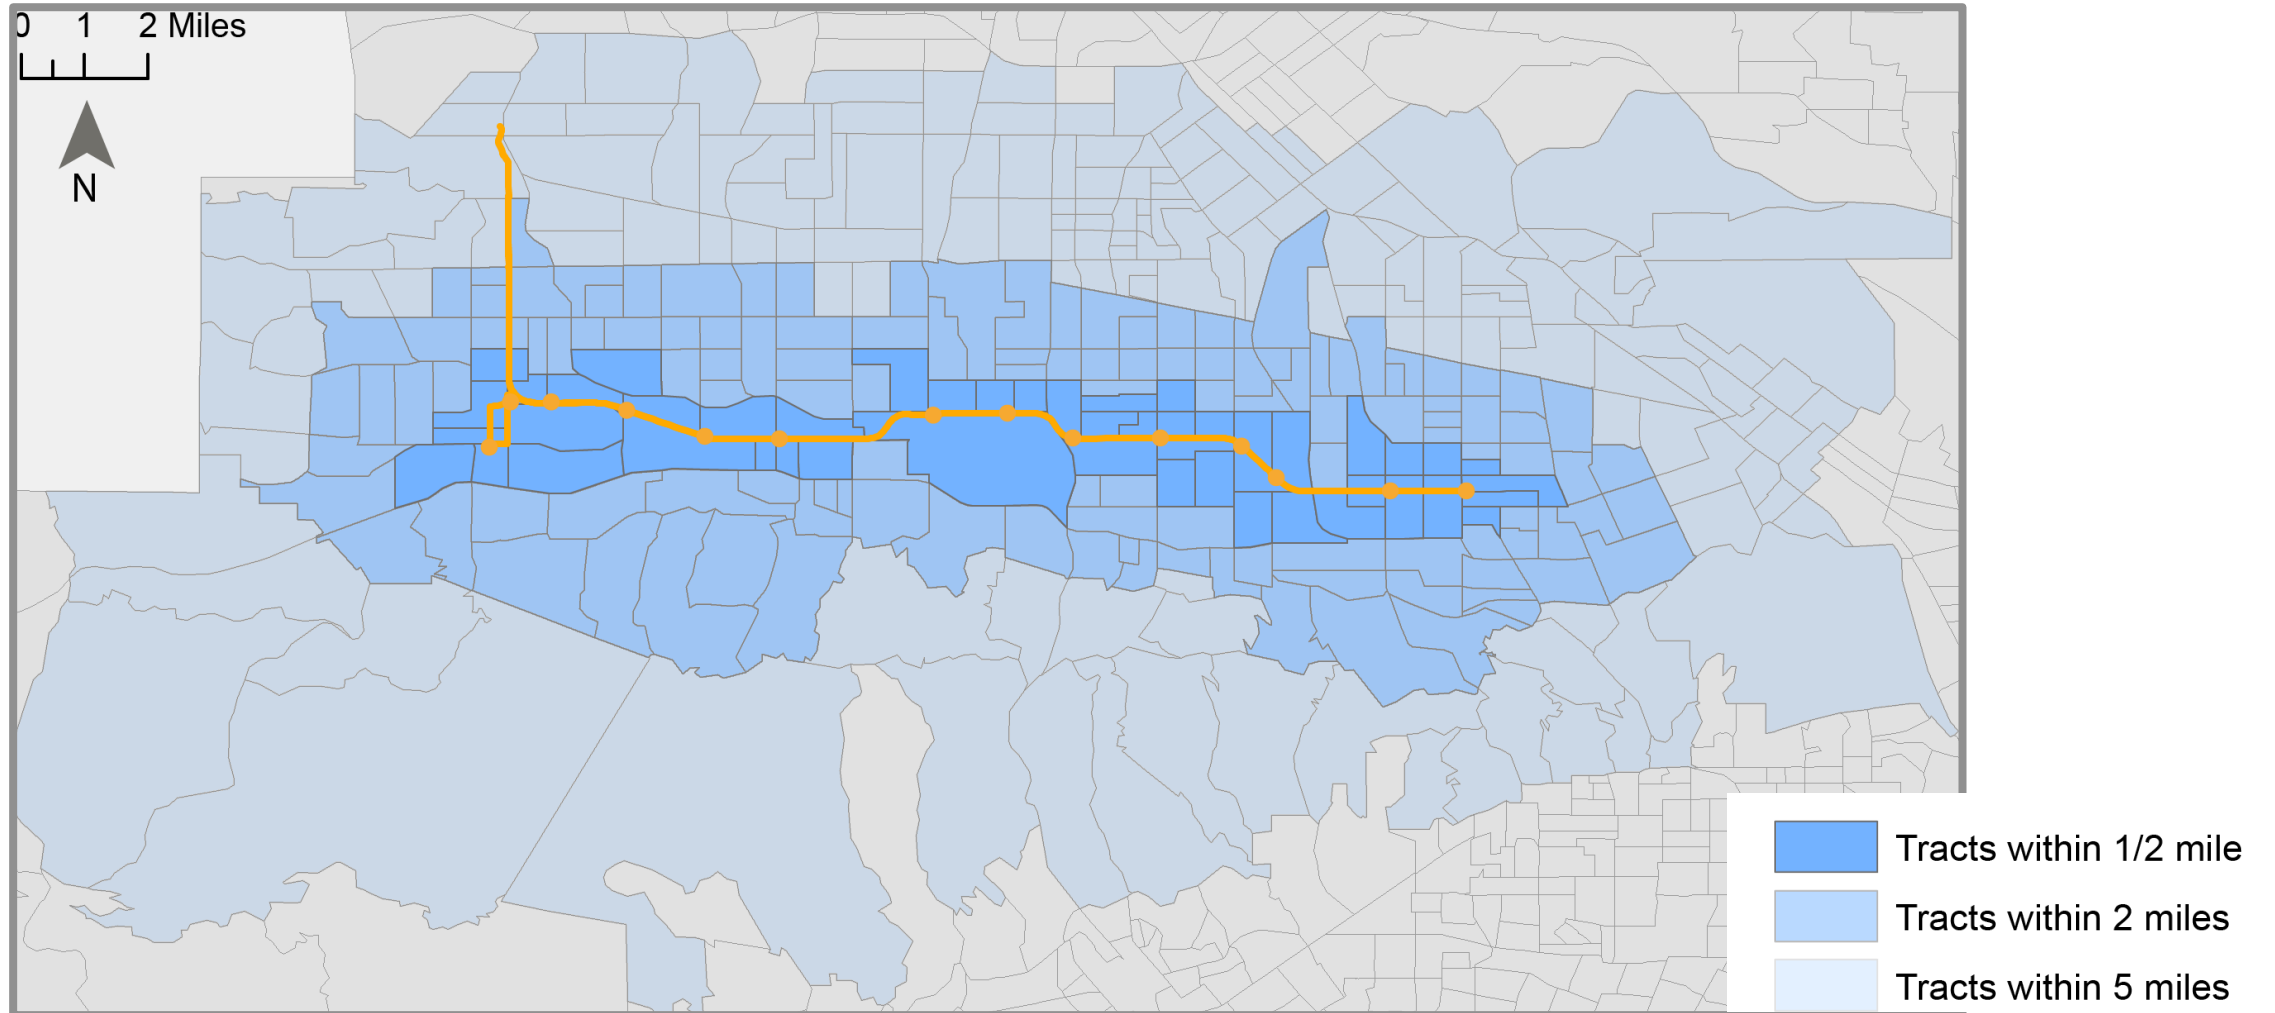 0 1 2 Miles
N
Tracts within 1/2 mile
Tracts within 2 miles
Tracts within 5 miles